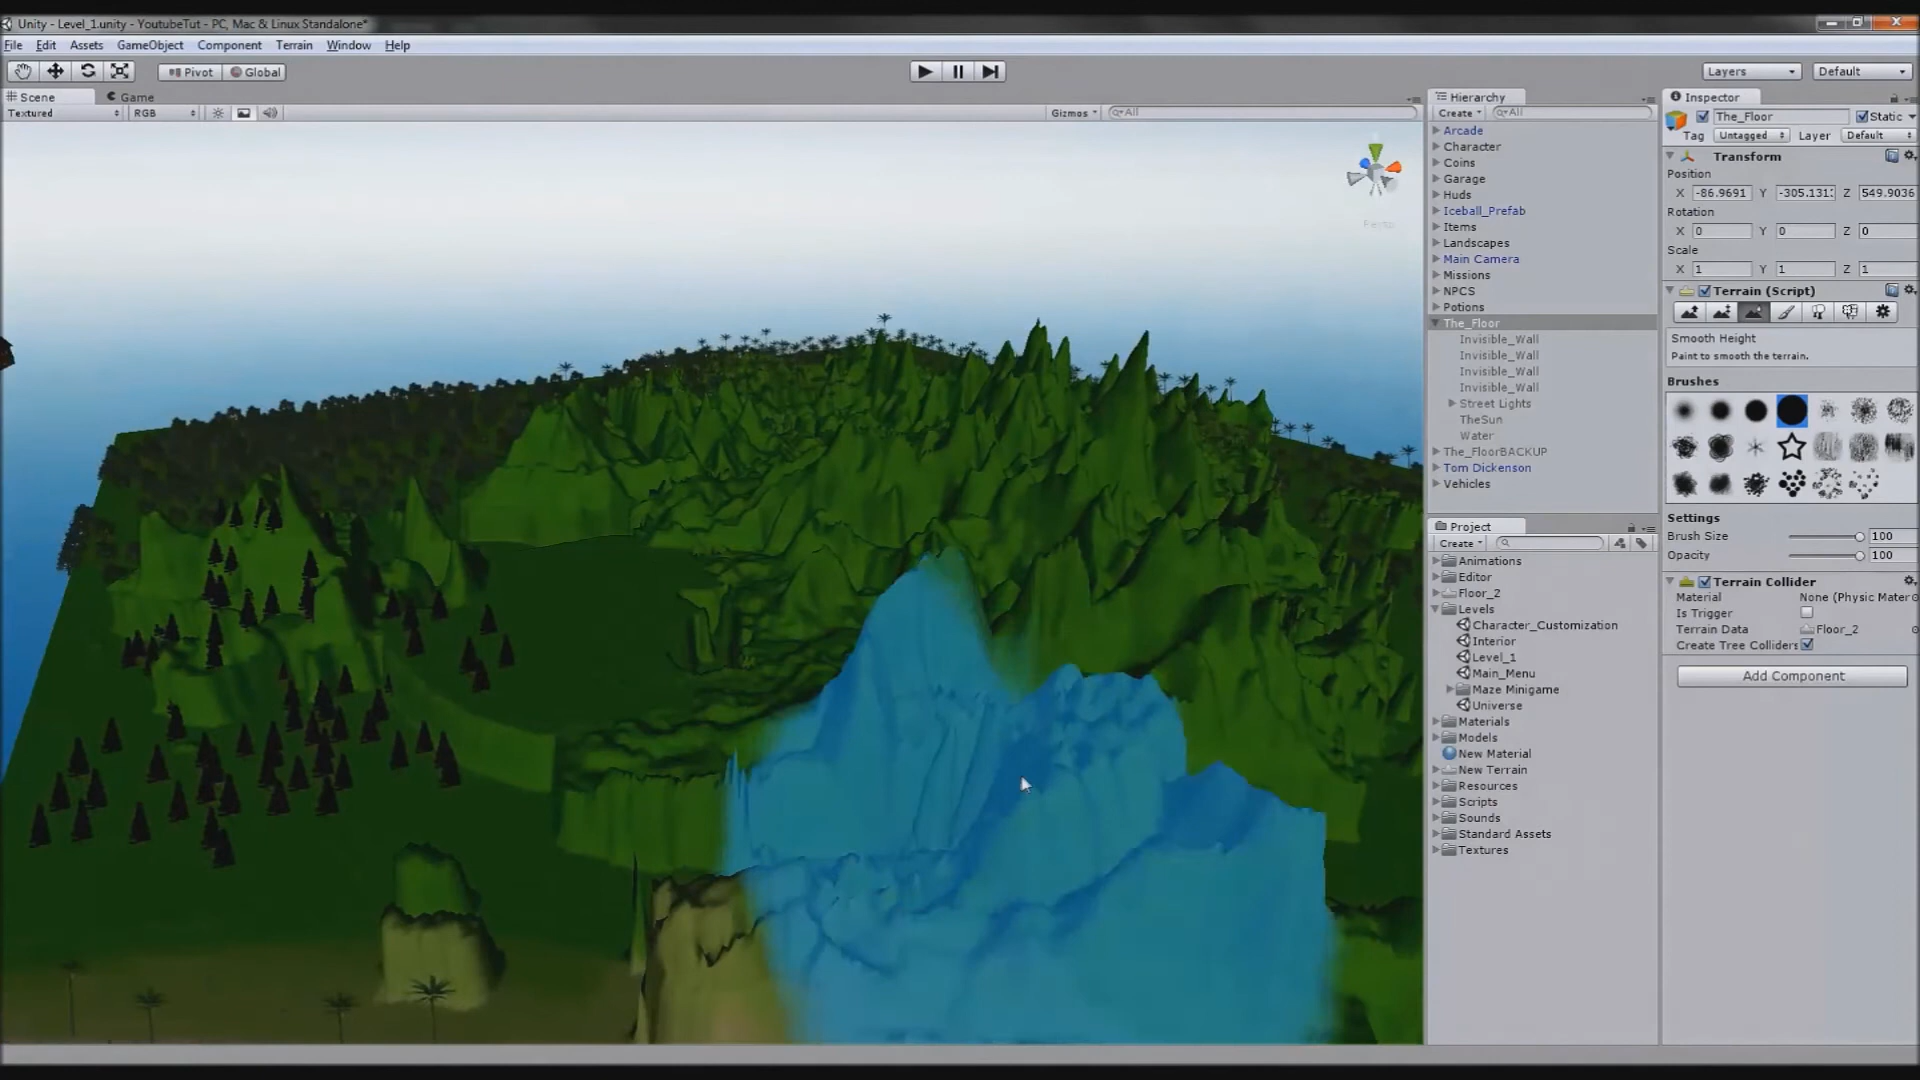 Unity - Level_1.unity - YoutubeTut - PC, Mac & Linux Standalone*
File Edit Assets GameObject Component Terrain Window Help
Pivot Global
Layers Default
Scene Game
Textured RGB Gizmos All
Persp
Hierarchy
Create All
Arcade
Character
Coins
Garage
Huds
Iceball_Prefab
Items
Landscapes
Main Camera
Missions
NPCS
Potions
The_Floor
Invisible_Wall
Invisible_Wall
Invisible_Wall
Invisible_Wall
Street Lights
TheSun
Water
The_FloorBACKUP
Tom Dickenson
Vehicles
Project
Create
Animations
Editor
Floor_2
Levels
Character_Customization
Interior
Level_1
Main_Menu
Maze Minigame
Universe
Materials
Models
New Material
New Terrain
Resources
Scripts
Sounds
Standard Assets
Textures
Inspector
The_Floor Static
Tag Untagged Layer Default
Transform
Position
X -86.9691 Y -305.131: Z 549.9036
Rotation
X 0 Y 0 Z 0
Scale
X 1 Y 1 Z 1
Terrain (Script)
Smooth Height
Paint to smooth the terrain.
Brushes
Settings
Brush Size 100
Opacity 100
Terrain Collider
Material None (Physic Mater
Is Trigger
Terrain Data Floor_2
Create Tree Colliders
Add Component